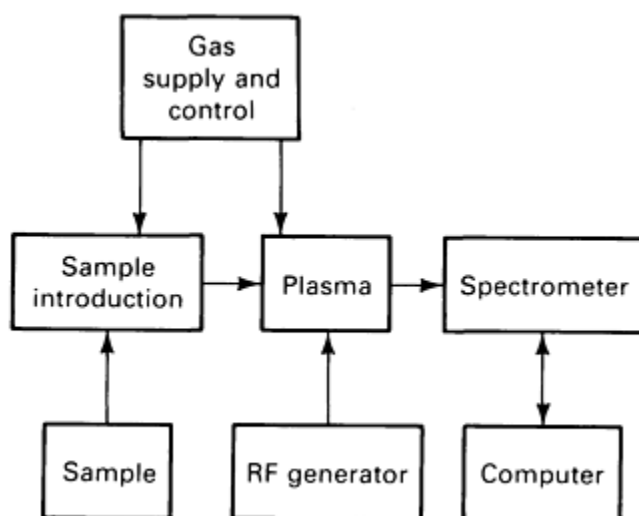 Gas
supply and
control
Sample
introduction
Plasma
Spectrometer
Sample
RF generator
Computer